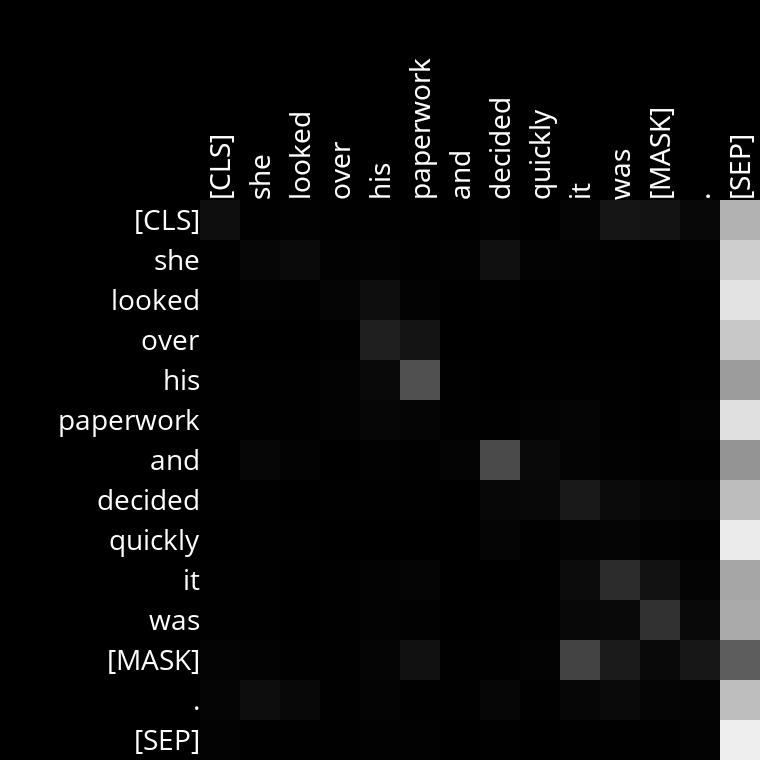 [CLS] she looked over his paperwork and decided quickly it was [MASK] . [SEP]
[CLS]
she
looked
over
his
paperwork
and
decided
quickly
it
was
[MASK]
.
[SEP]